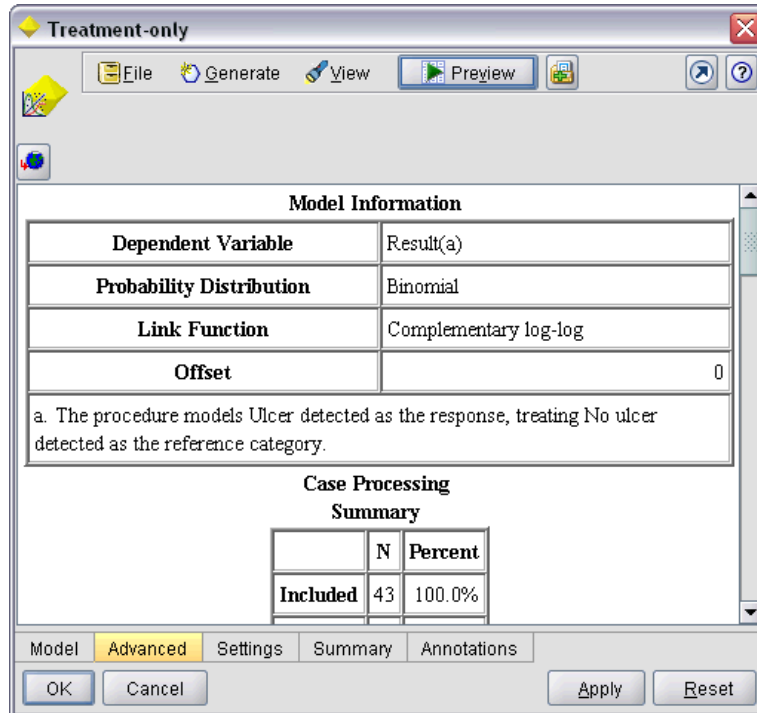 Treatment-only
File Generate View Preview
Model Information
Dependent Variable Result(a)
Probability Distribution Binomial
Link Function Complementary log-log
Offset 0
a. The procedure models Ulcer detected as the response, treating No ulcer
detected as the reference category.
Case Processing
Summary
N Percent
Included 43 100.0%
Model Advanced Settings Summary Annotations
OK Cancel Apply Reset